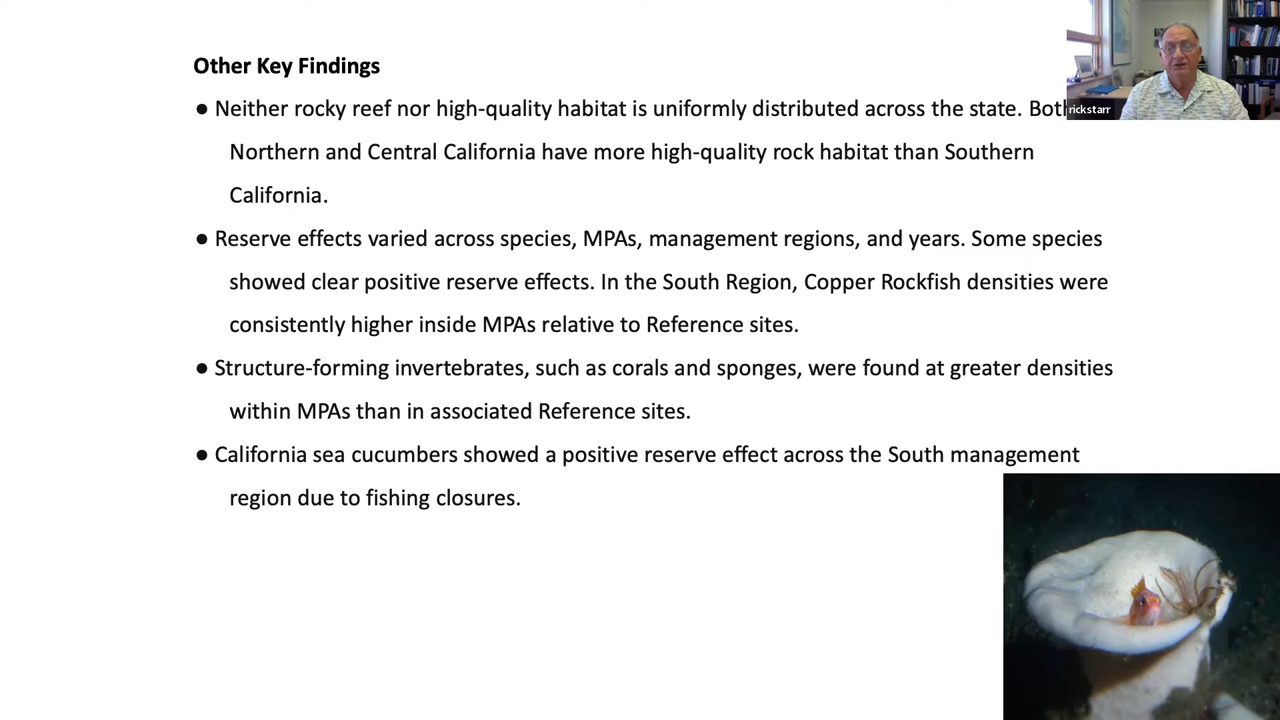 Other Key Findings
● Neither rocky reef nor high-quality habitat is uniformly distributed across the state. Both
Northern and Central California have more high-quality rock habitat than Southern
California.
● Reserve effects varied across species, MPAs, management regions, and years. Some species
showed clear positive reserve effects. In the South Region, Copper Rockfish densities were
consistently higher inside MPAs relative to Reference sites.
● Structure-forming invertebrates, such as corals and sponges, were found at greater densities
within MPAs than in associated Reference sites.
● California sea cucumbers showed a positive reserve effect across the South management
region due to fishing closures.
rickstarr